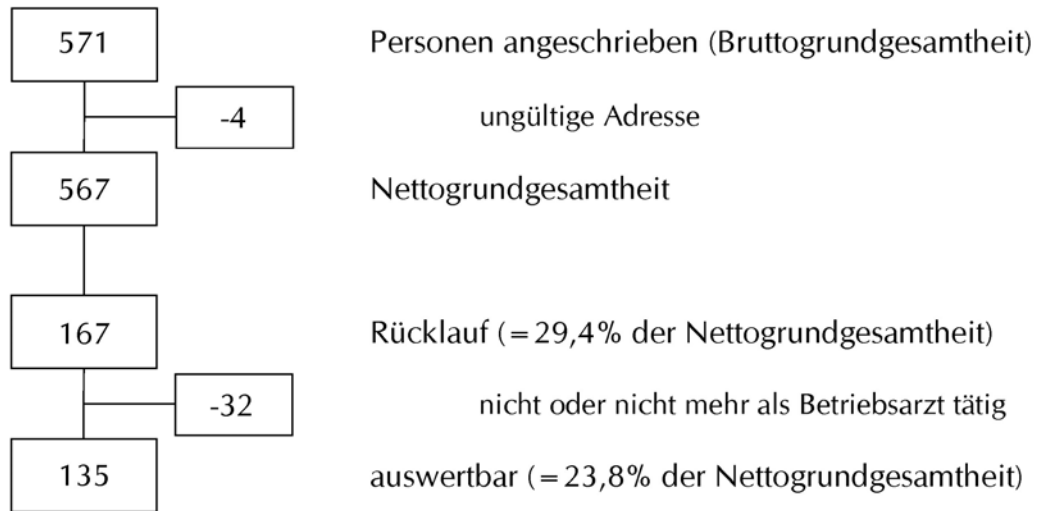 571 Personen angeschrieben (Bruttogrundgesamtheit)
-4 ungültige Adresse
567 Nettogrundgesamtheit
167 Rücklauf (=29,4% der Nettogrundgesamtheit)
-32 nicht oder nicht mehr als Betriebsarzt tätig
135 auswertbar (=23,8% der Nettogrundgesamtheit)